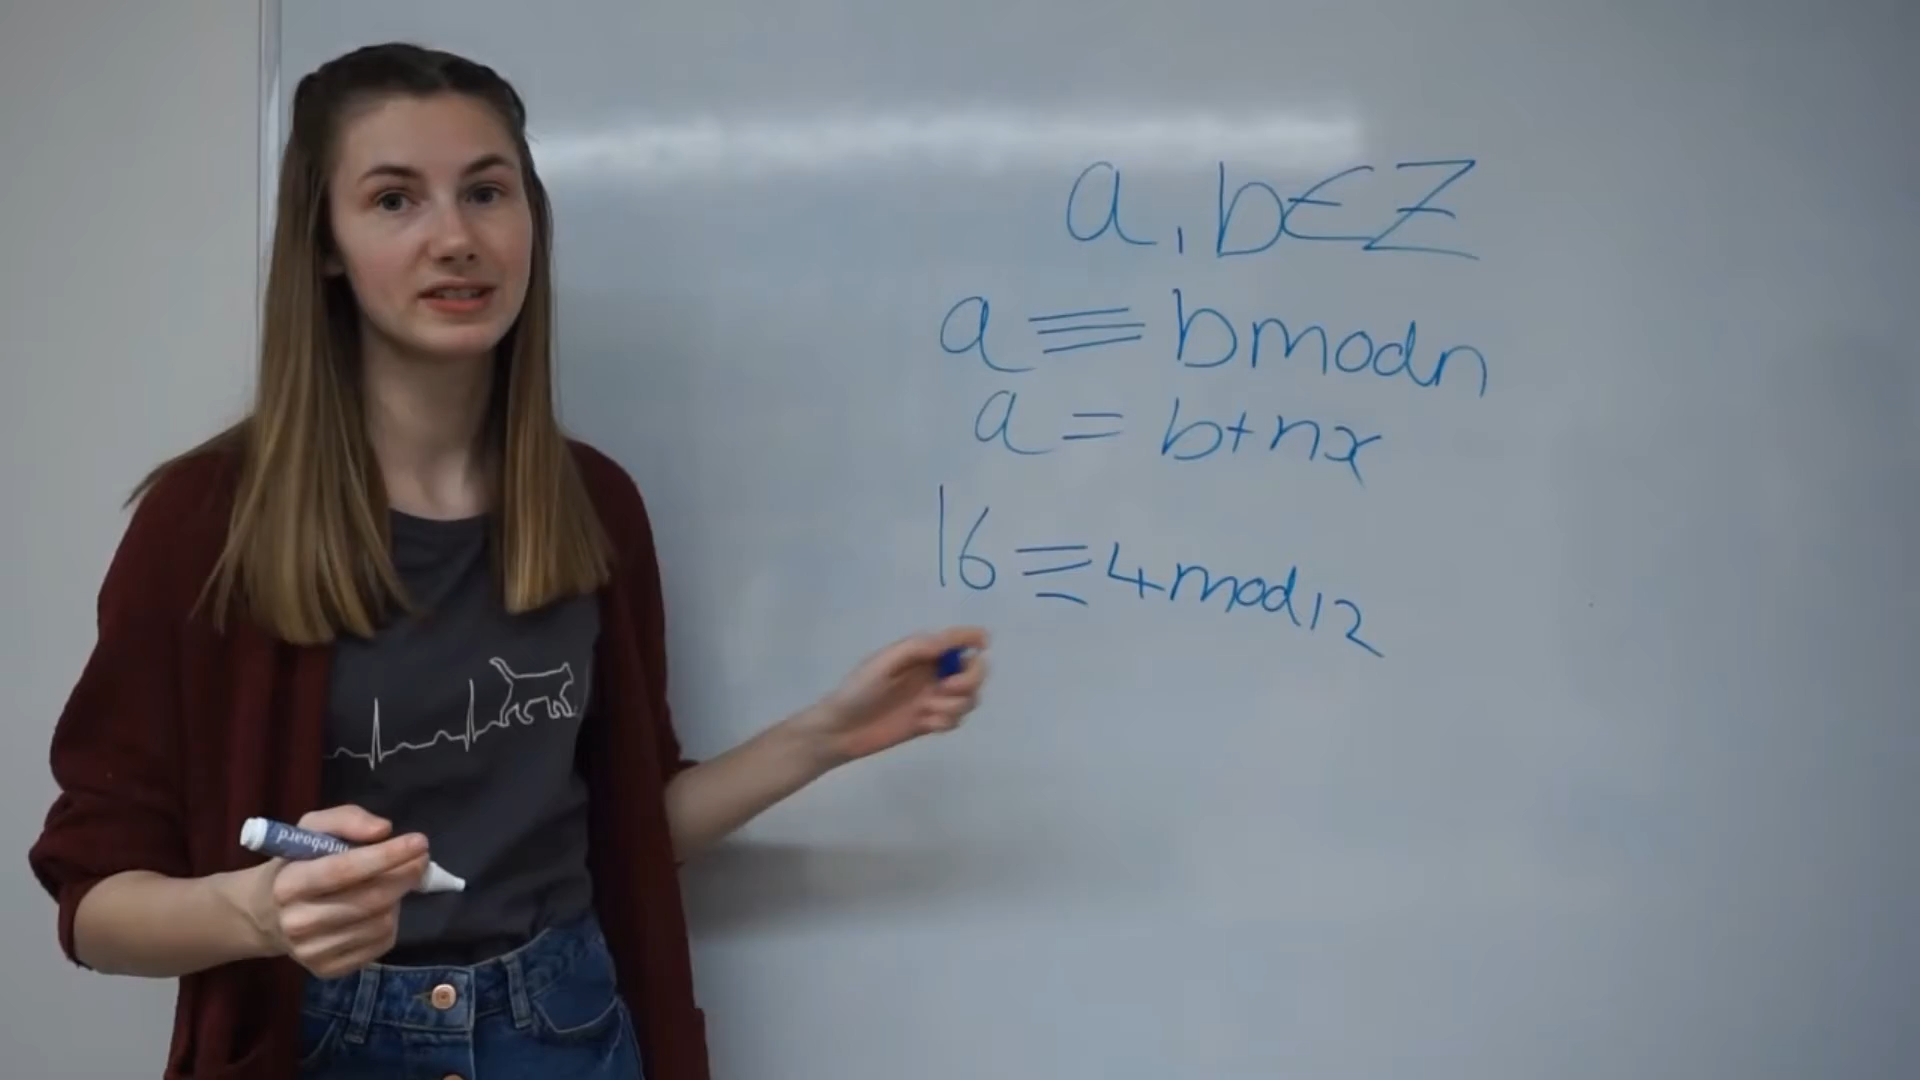 a, b ∈ Z
a ≡ b mod n
a = b + nx
16 ≡ 4 mod 12